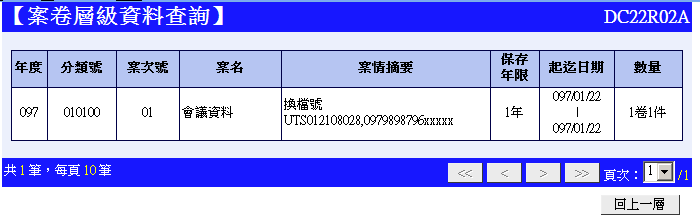 【案卷層級資料查詢】 DC22R02A
年度 分類號 案次號 案名 案情摘要 保存年限 起迄日期 數量
097 010100 01 會議資料 換檔號 UTS012108028,0979898796xxxxx 1年 097/01/22 | 097/01/22 1卷1件
共1筆，每頁10筆 << < > >> 頁次：1 /1
回上一層